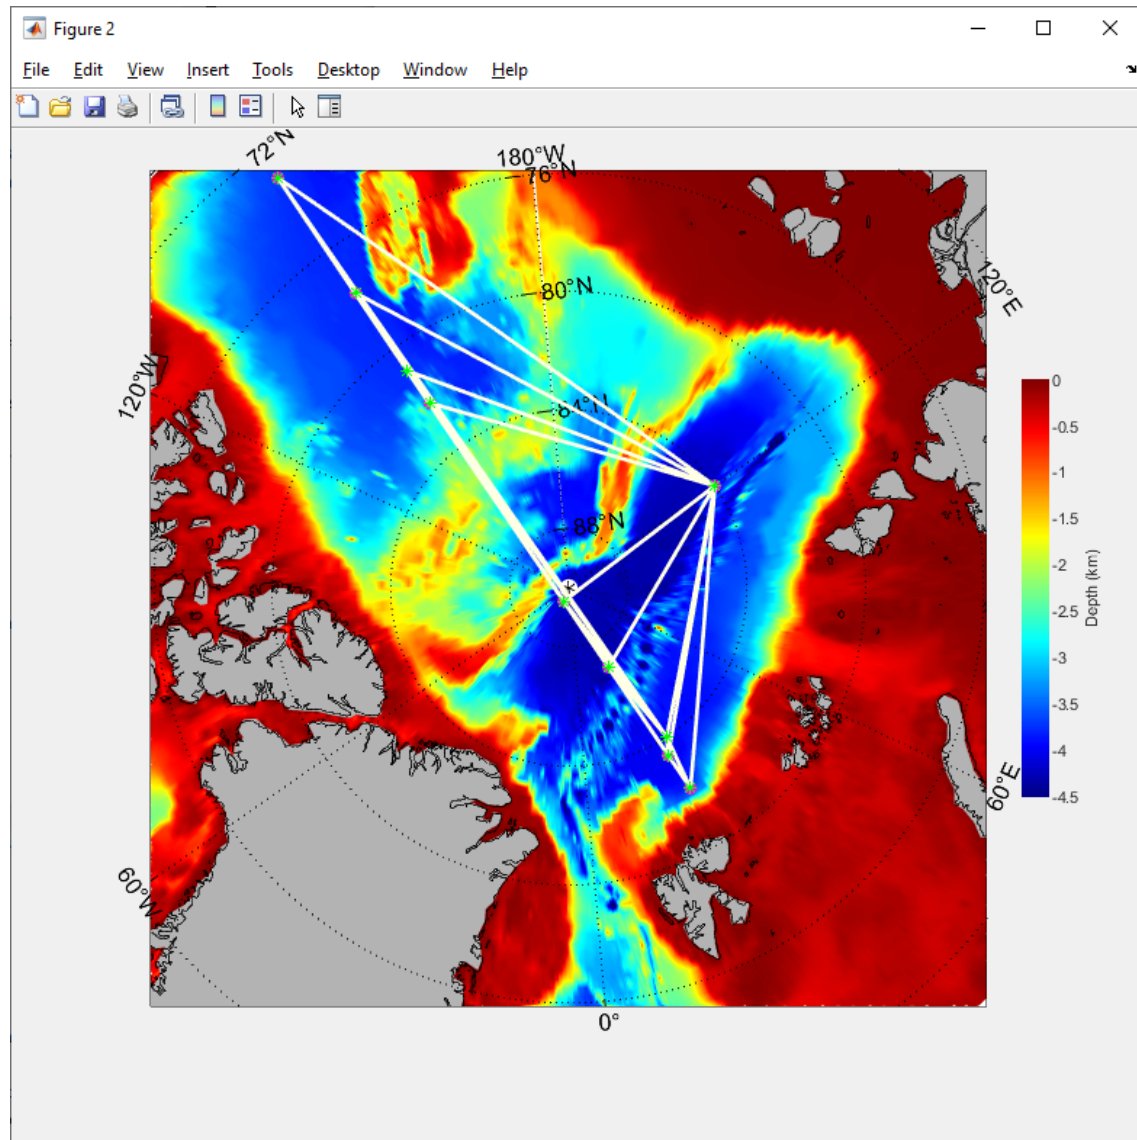 Figure 2
File Edit View Insert Tools Desktop Window Help
72°N
180°W
76°N
80°N
120°E
120°W
84°N
88°N
0
-0.5
-1
-1.5
-2
-2.5
-3
-3.5
-4
-4.5
Depth (km)
60°E
60°W
0°